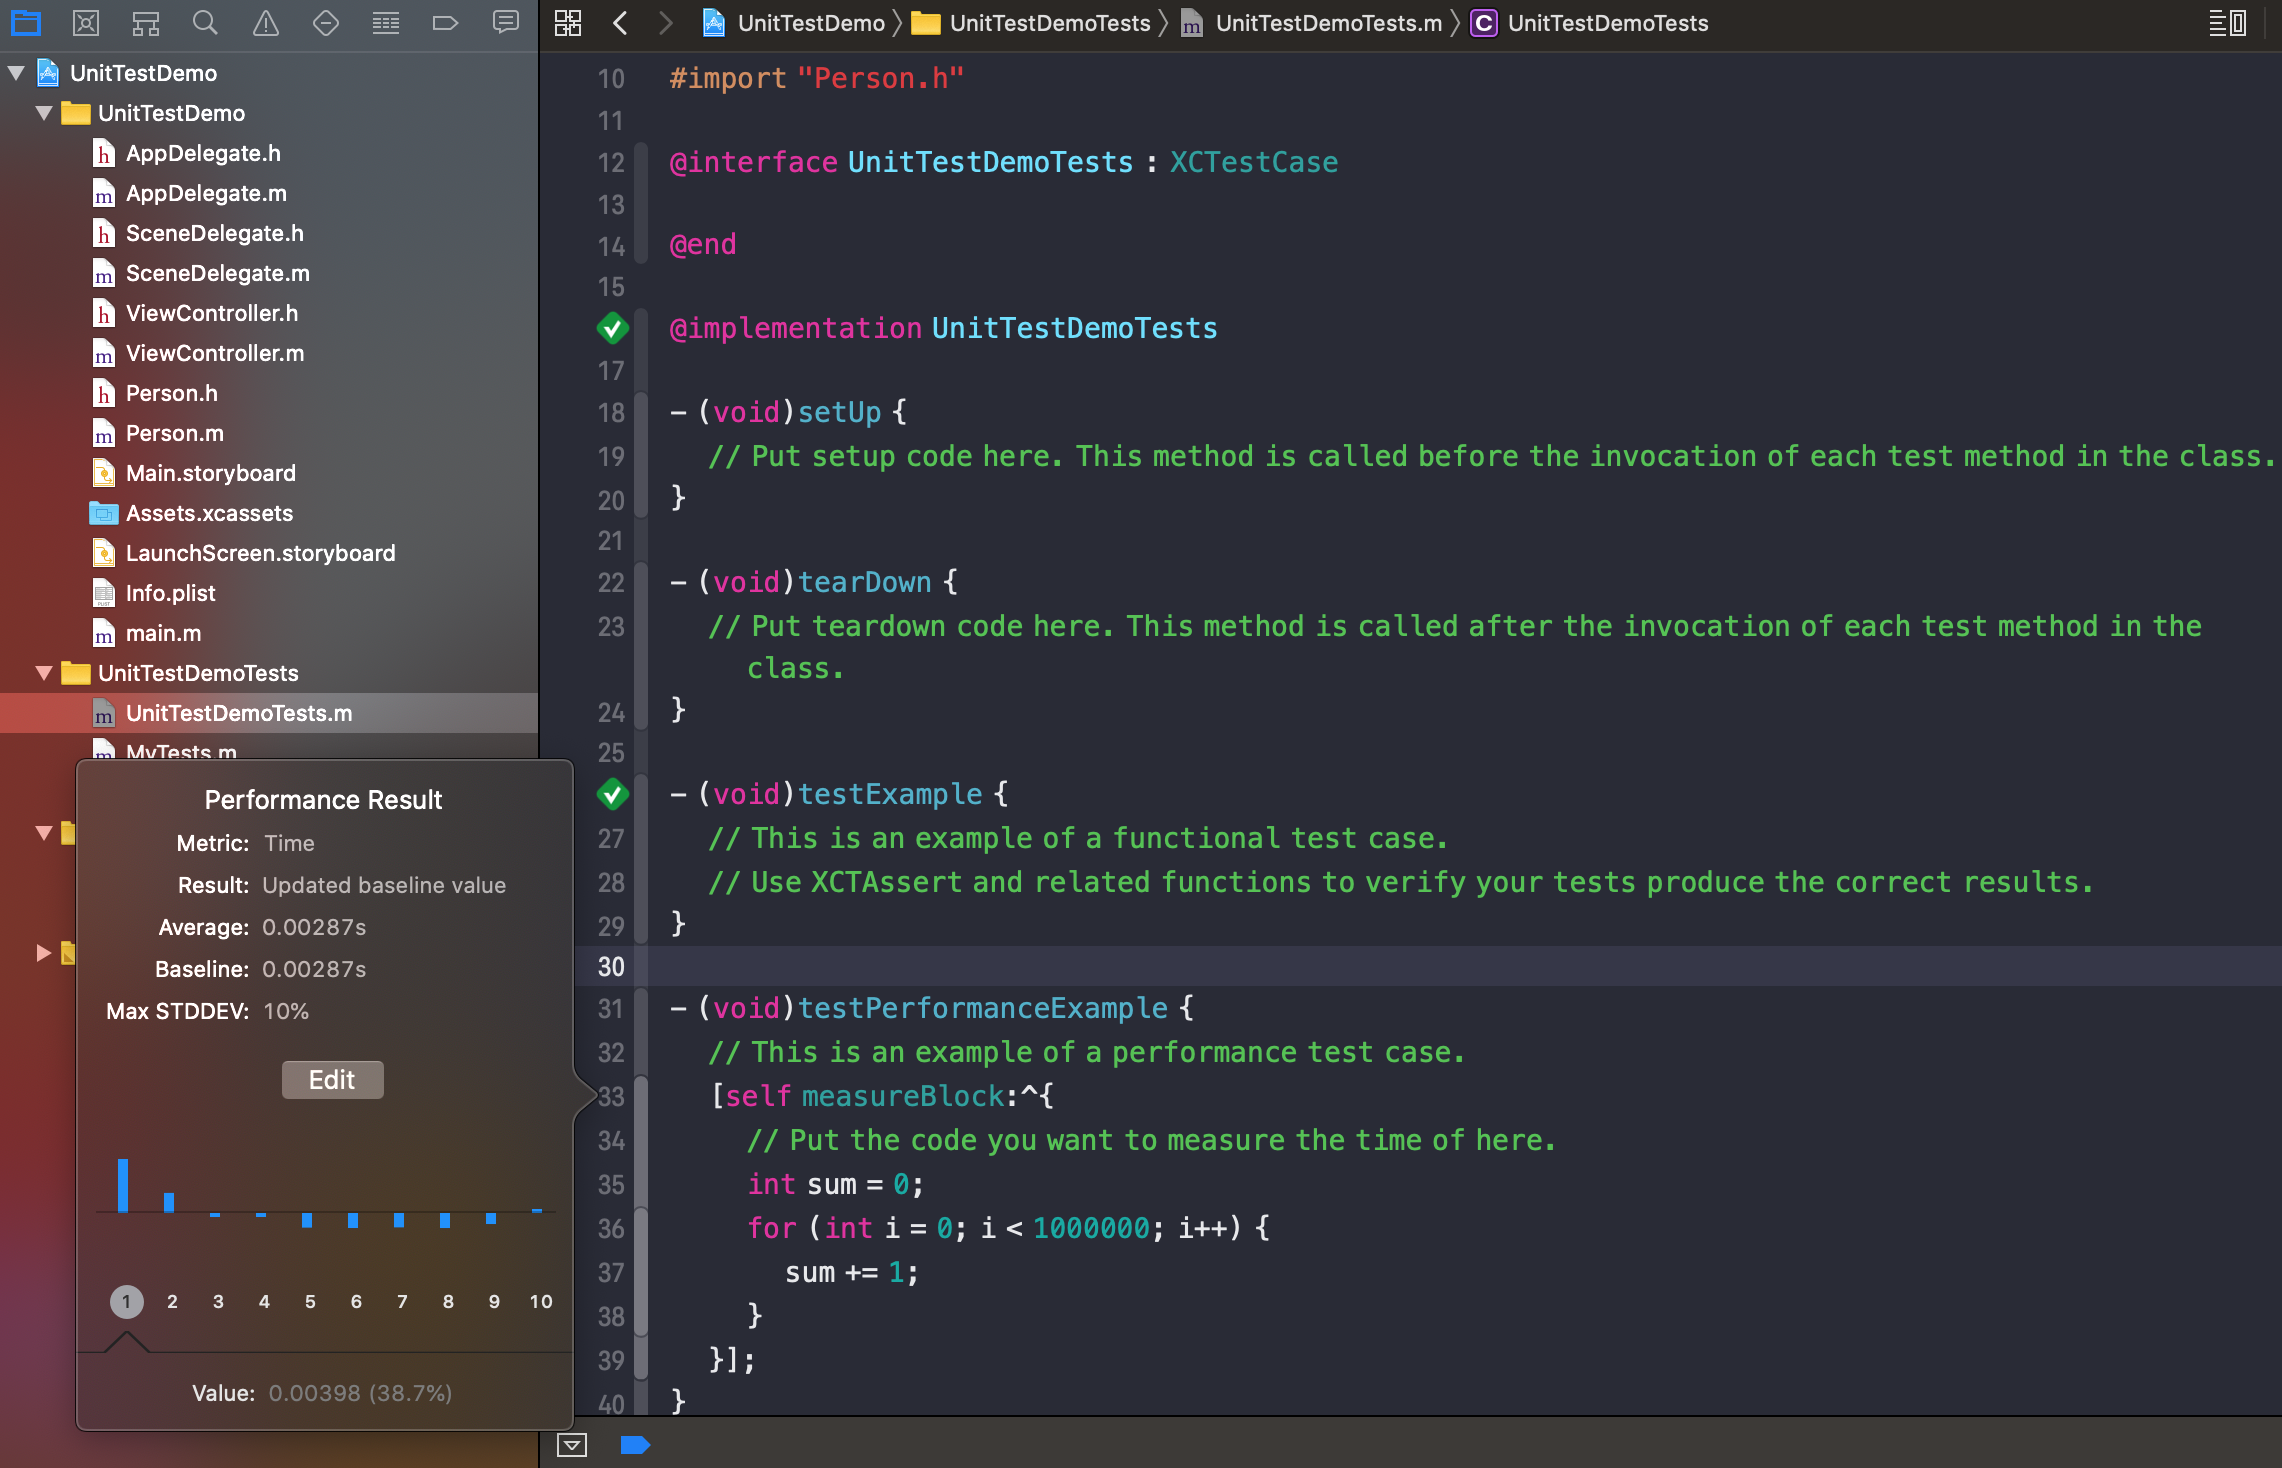 UnitTestDemo
UnitTestDemo
h AppDelegate.h
m AppDelegate.m
h SceneDelegate.h
m SceneDelegate.m
h ViewController.h
m ViewController.m
h Person.h
m Person.m
Main.storyboard
Assets.xcassets
LaunchScreen.storyboard
Info.plist
m main.m
UnitTestDemoTests
m UnitTestDemoTests.m
m MyTests.m
Performance Result
Metric: Time
Result: Updated baseline value
Average: 0.00287s
Baseline: 0.00287s
Max STDDEV: 10%
Edit
1 2 3 4 5 6 7 8 9 10
Value: 0.00398 (38.7%)
UnitTestDemo UnitTestDemoTests m UnitTestDemoTests.m C UnitTestDemoTests
10 #import "Person.h"
11
12 @interface UnitTestDemoTests : XCTestCase
13
14 @end
15
@implementation UnitTestDemoTests
17
18 - (void)setUp {
19 // Put setup code here. This method is called before the invocation of each test method in the class.
20 }
21
22 - (void)tearDown {
23 // Put teardown code here. This method is called after the invocation of each test method in the
class.
24 }
25
- (void)testExample {
27 // This is an example of a functional test case.
28 // Use XCTAssert and related functions to verify your tests produce the correct results.
29 }
30
31 - (void)testPerformanceExample {
32 // This is an example of a performance test case.
33 [self measureBlock:^{
34 // Put the code you want to measure the time of here.
35 int sum = 0;
36 for (int i = 0; i < 1000000; i++) {
37 sum += 1;
38 }
39 }];
40 }